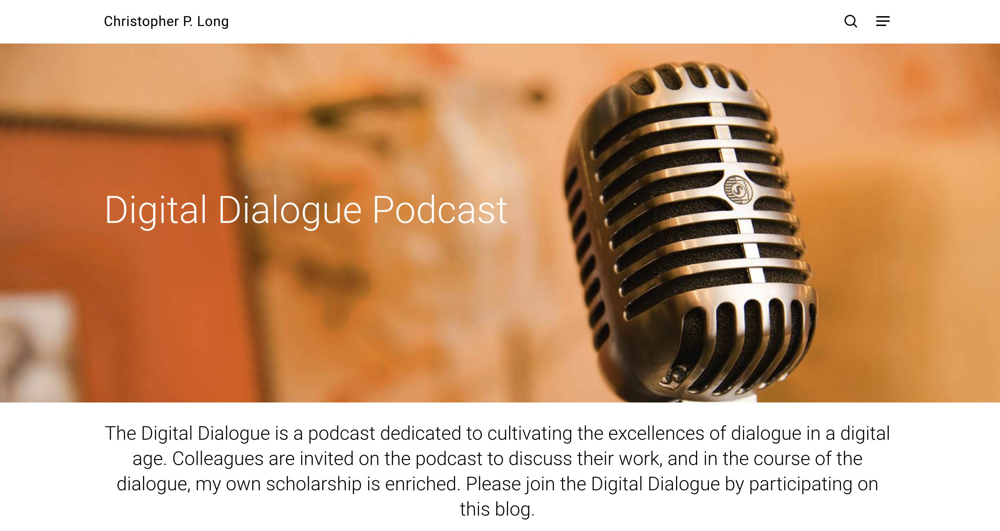 Christopher P. Long
Digital Dialogue Podcast
The Digital Dialogue is a podcast dedicated to cultivating the excellences of dialogue in a digital
age. Colleagues are invited on the podcast to discuss their work, and in the course of the
dialogue, my own scholarship is enriched. Please join the Digital Dialogue by participating on
this blog.